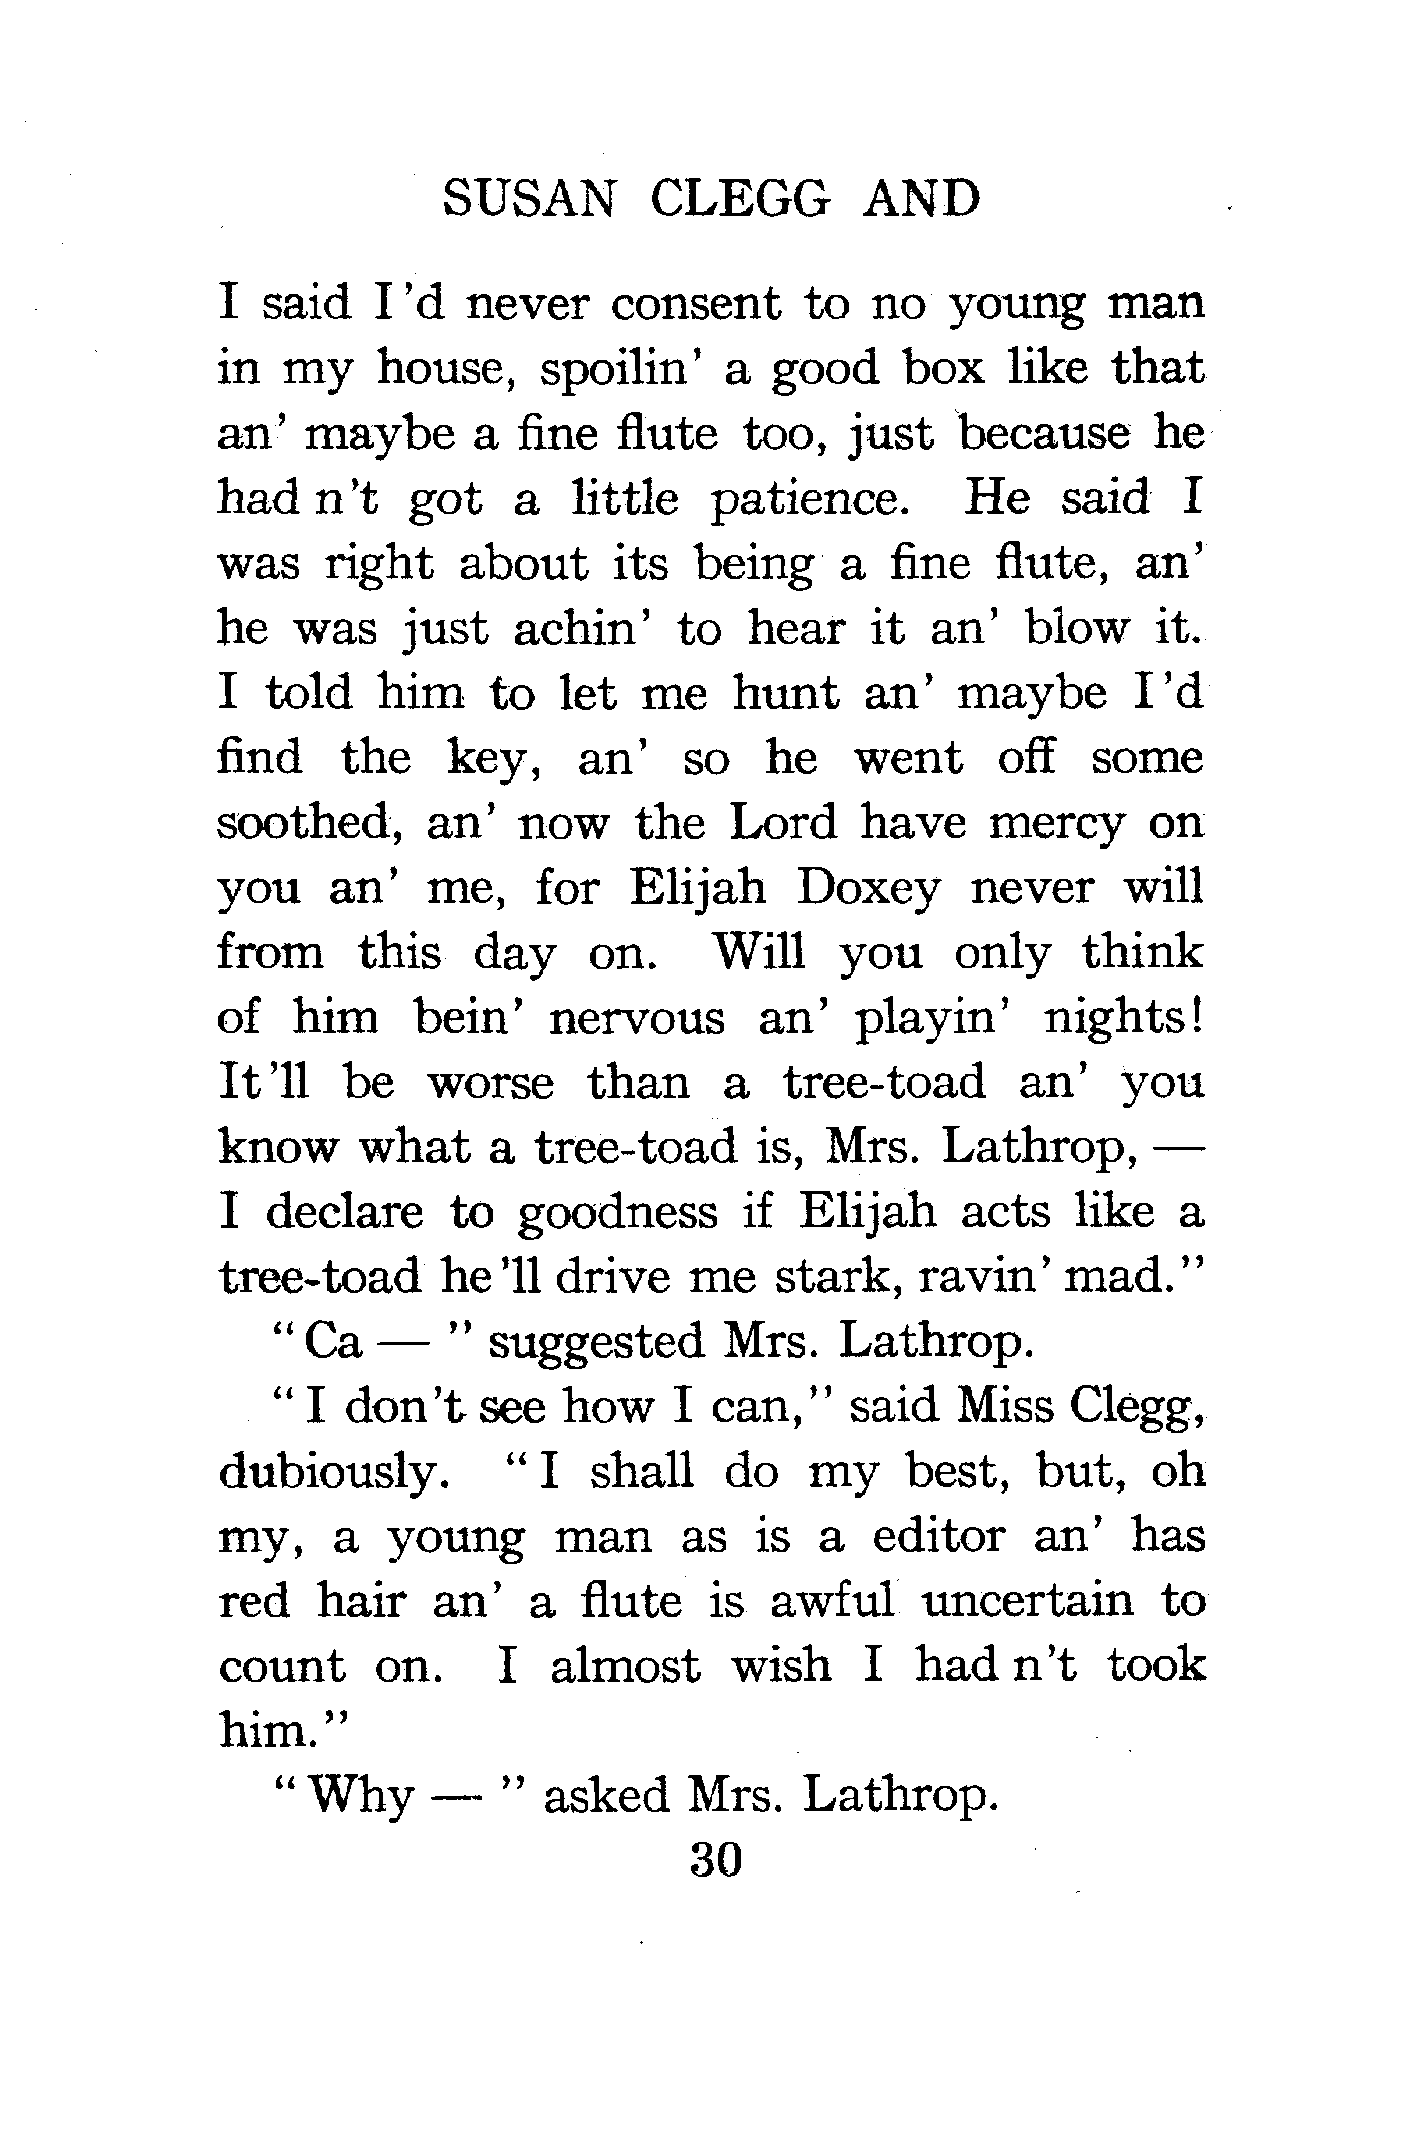 SUSAN CLEGG AND
I said I'd never consent to no young man
in my house, spoilin' a good box like that
an' maybe a fine flute too, just because he
had n't got a little patience. He said I
was right about its being a fine flute, an'
he was just achin' to hear it an' blow it.
I told him to let me hunt an' maybe I'd
find the key, an' so he went off some
soothed, an' now the Lord have mercy on
you an' me, for Elijah Doxey never will
from this day on. Will you only think
of him bein' nervous an' playin' nights!
It'll be worse than a tree-toad an' you
know what a tree-toad is, Mrs. Lathrop, —
I declare to goodness if Elijah acts like a
tree-toad he'll drive me stark, ravin' mad."
"Ca — " suggested Mrs. Lathrop.
"I don't see how I can," said Miss Clegg,
dubiously. "I shall do my best, but, oh
my, a young man as is a editor an' has
red hair an' a flute is awful uncertain to
count on. I almost wish I had n't took
him."
"Why — " asked Mrs. Lathrop.
30